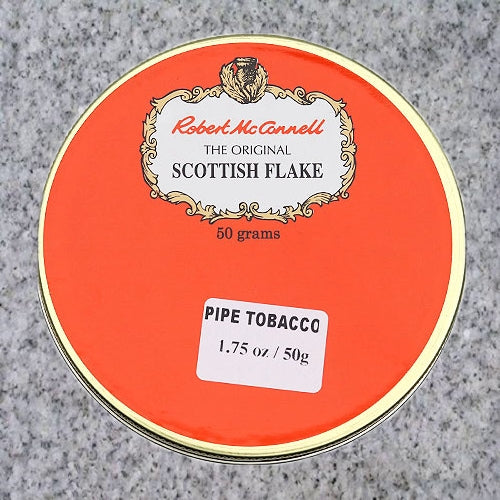 Robert McConnell
THE ORIGINAL
SCOTTISH FLAKE
50 grams
PIPE TOBACCO
1.75 oz / 50g